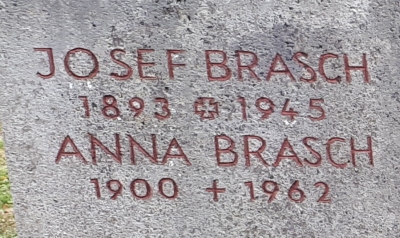 JOSEF BRASCH
1893 ✠ 1945
ANNA BRASCH
1900 + 1962